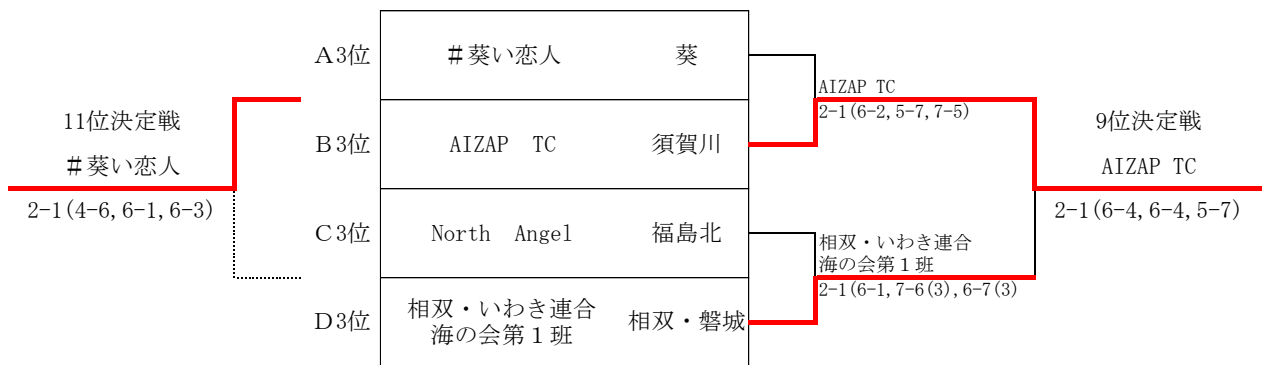 A3位
＃葵い恋人 葵
B3位
AIZAP TC 須賀川
C3位
North Angel 福島北
D3位
相双・いわき連合
海の会第１班
相双・磐城
11位決定戦
＃葵い恋人
2-1(4-6,6-1,6-3)
AIZAP TC
2-1(6-2,5-7,7-5)
相双・いわき連合
海の会第１班
2-1(6-1,7-6(3),6-7(3)
9位決定戦
AIZAP TC
2-1(6-4,6-4,5-7)